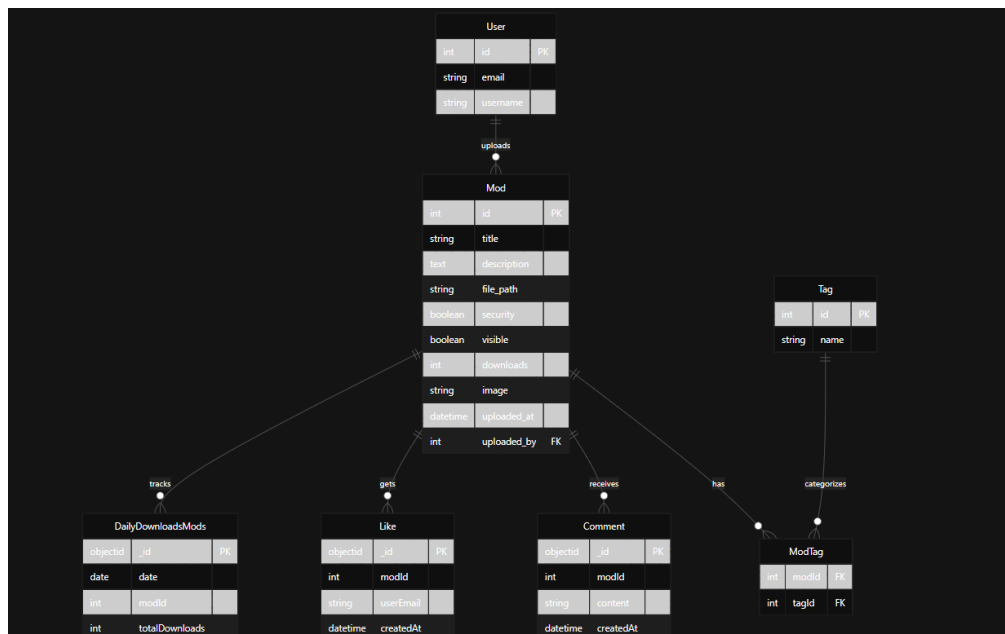 User
int id PK
string email
string username
uploads
Mod
int id PK
string title
text description
string file_path
boolean security
boolean visible
int downloads
string image
datetime uploaded_at
int uploaded_by FK
Tag
int id PK
string name
tracks
gets
receives
has
categorizes
DailyDownloadsMods
objectid _id PK
date date
int modId
int totalDownloads
Like
objectid _id PK
int modId
string userEmail
datetime createdAt
Comment
objectid _id PK
int modId
string content
datetime createdAt
ModTag
int modId FK
int tagId FK